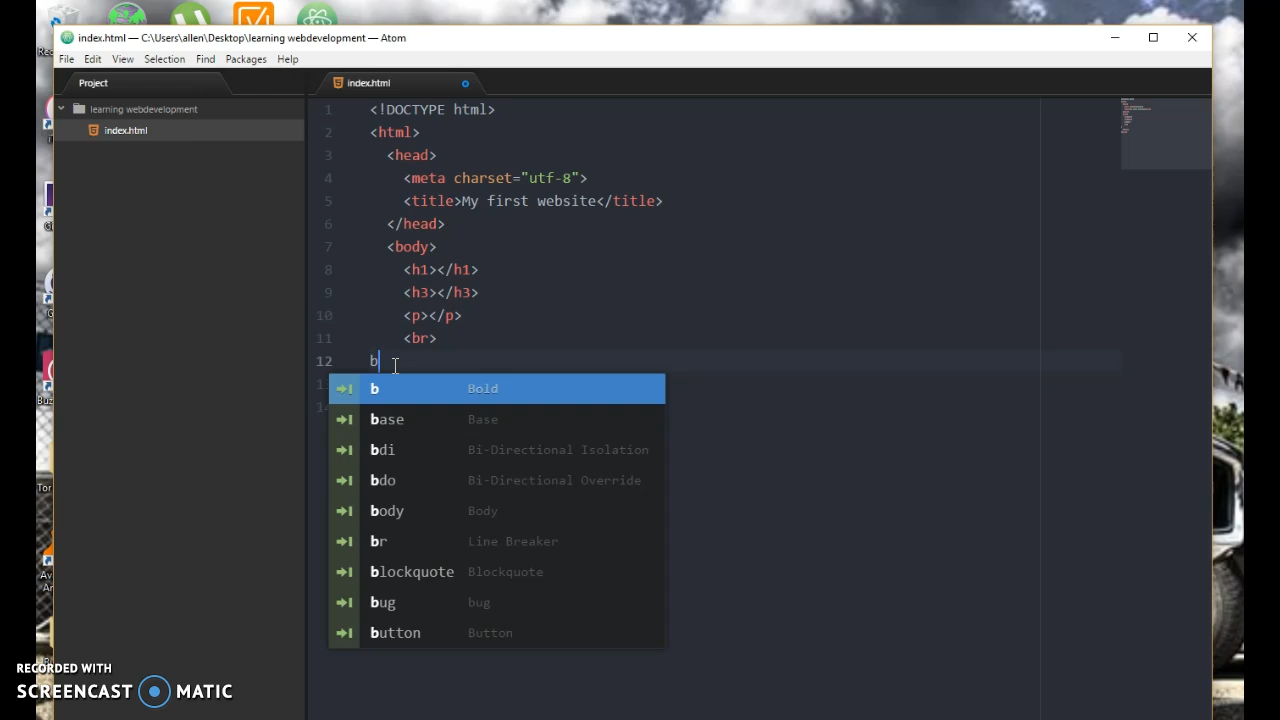 index.html — C:\Users\allen\Desktop\learning webdevelopment — Atom
File Edit View Selection Find Packages Help
Project
index.html
learning webdevelopment
index.html
1 <!DOCTYPE html>
2 <html>
3 <head>
4 <meta charset="utf-8">
5 <title>My first website</title>
6 </head>
7 <body>
8 <h1></h1>
9 <h3></h3>
10 <p></p>
11 <br>
12 b
b Bold
base Base
bdi Bi-Directional Isolation
bdo Bi-Directional Override
body Body
br Line Breaker
blockquote Blockquote
bug bug
button Button
RECORDED WITH
SCREENCAST MATIC